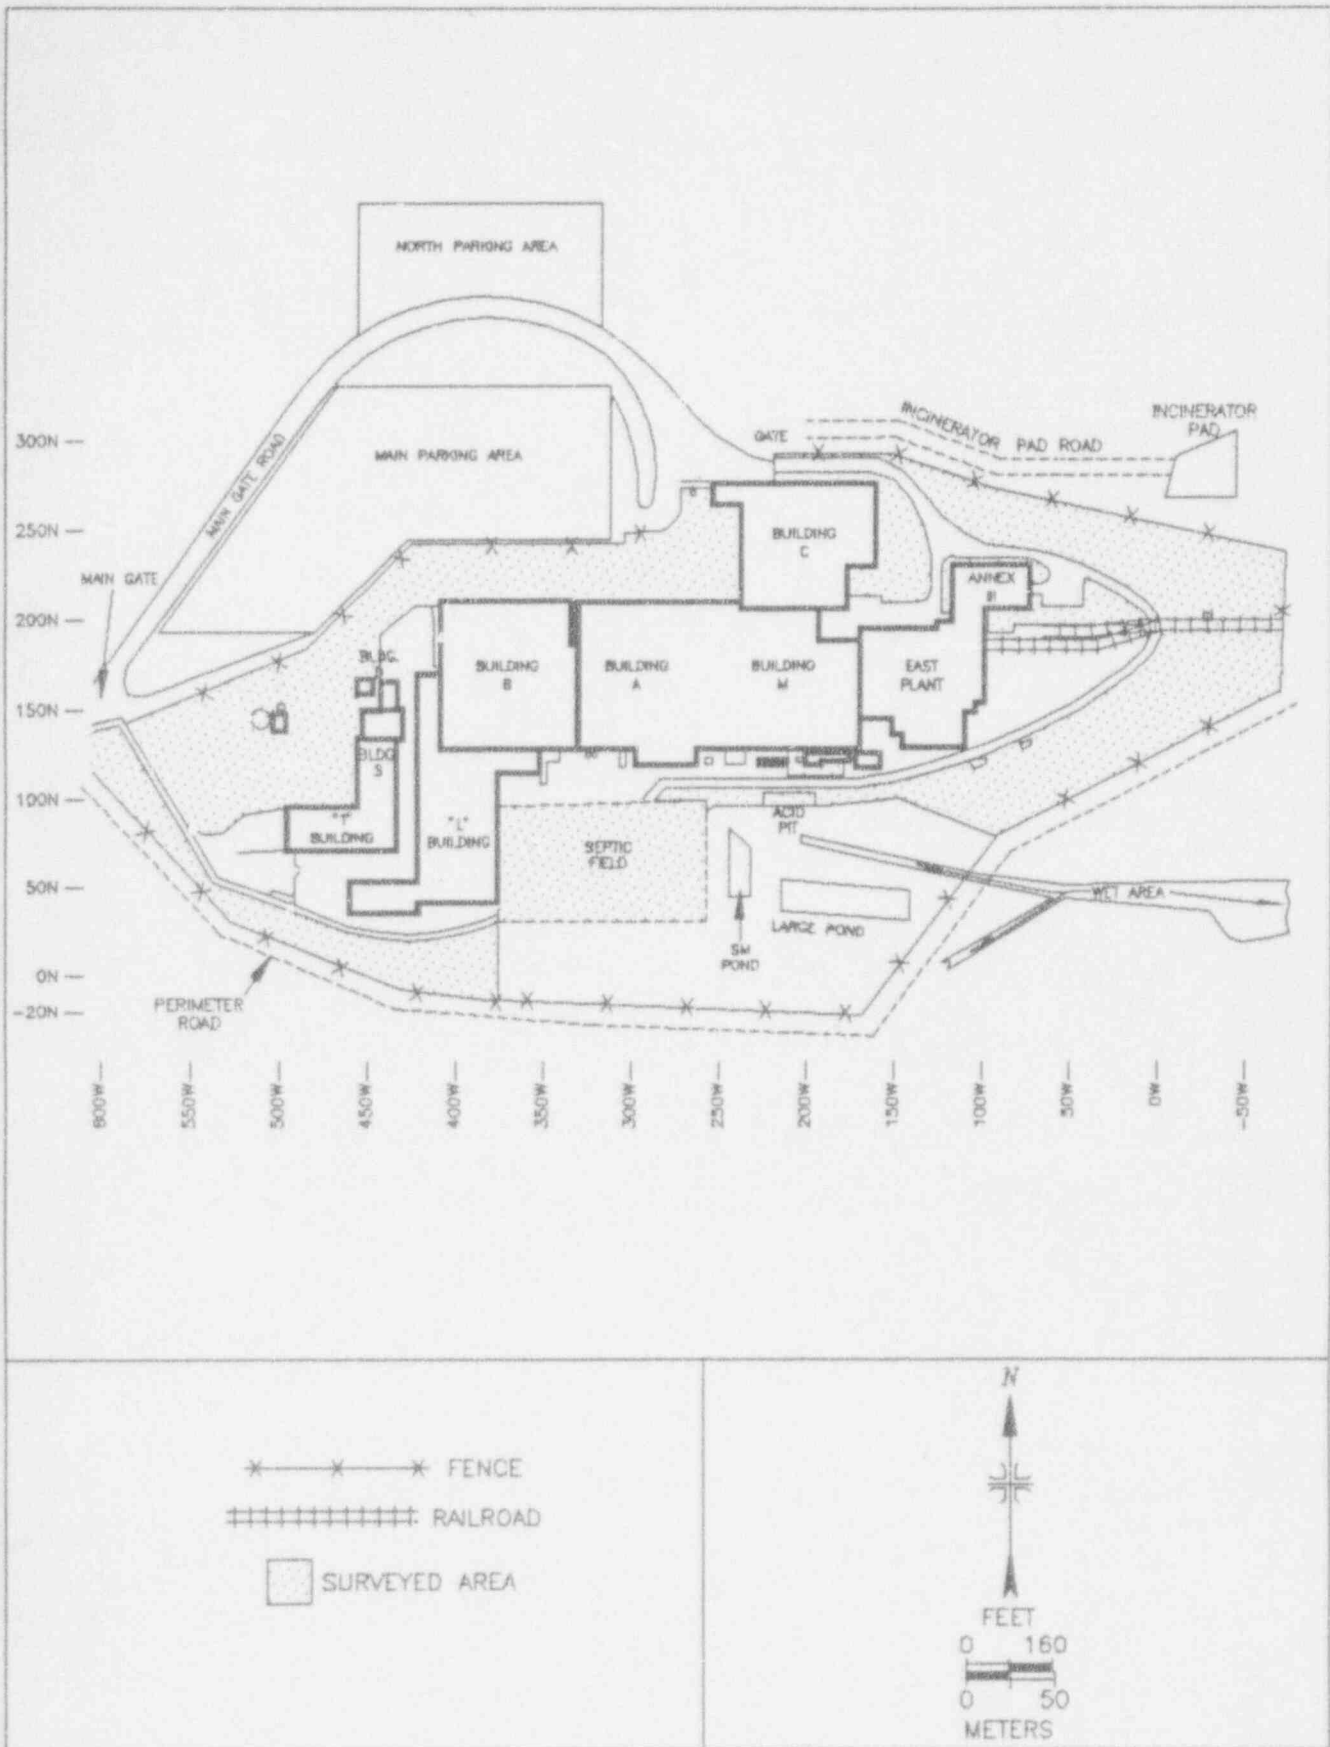 NORTH PARKING AREA
INCINERATOR
PAD
INCINERATOR PAD ROAD
GATE
300N
MAIN PARKING AREA
MAIN GATE ROAD
250N
BUILDING
C
MAIN GATE
ANNEX
200N
BLDG.
BUILDING
B
BUILDING
A
BUILDING
M
EAST
PLANT
150N
BLDG.
S
100N
ACID
PIT
"T"
BUILDING
"L"
BUILDING
SEPTIC
FIELD
50N
WET AREA
LARGE POND
SM
POND
0N
-20N
PERIMETER
ROAD
600W
550W
500W
450W
400W
350W
300W
250W
200W
150W
100W
50W
0W
-50W
N
FENCE
RAILROAD
SURVEYED AREA
FEET
0 160
0 50
METERS